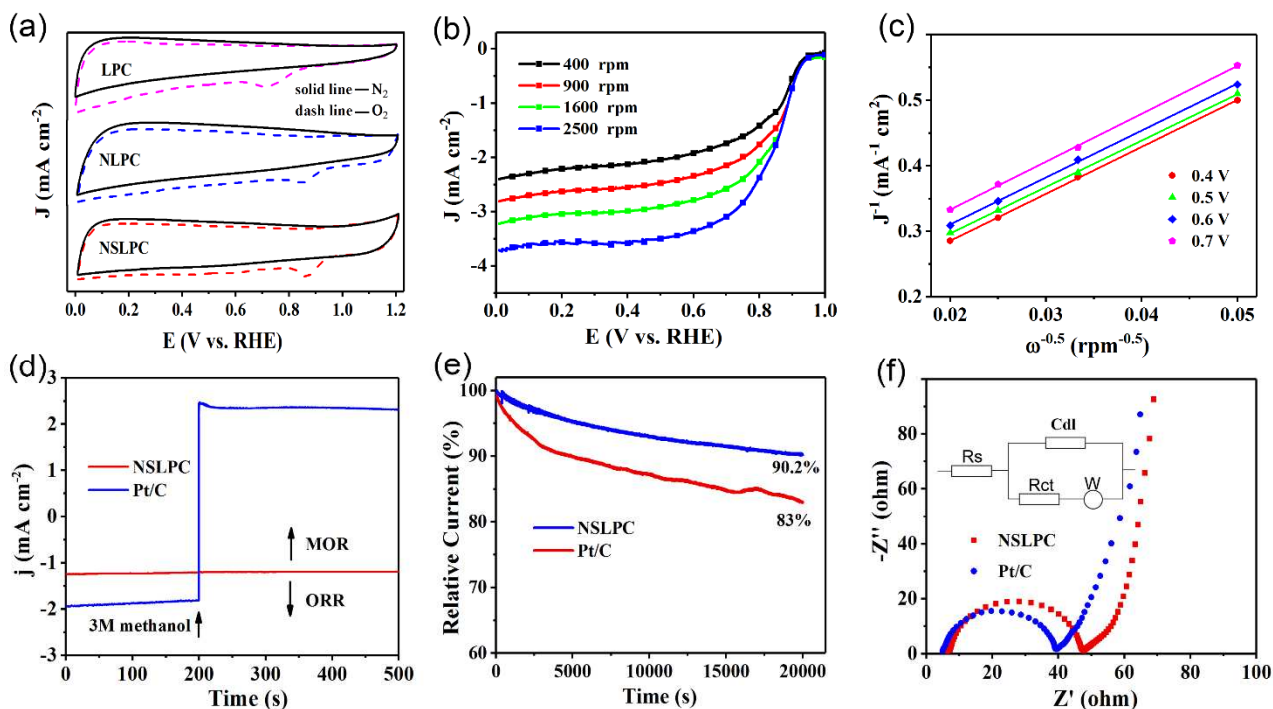 (a)
J (mA cm⁻²)
LPC
solid line — N₂
dash line — O₂
NLPC
NSLPC
0.0 0.2 0.4 0.6 0.8 1.0 1.2
E (V vs. RHE)
(b)
J (mA cm⁻²)
0
-1
-2
-3
-4
400 rpm
900 rpm
1600 rpm
2500 rpm
0.0 0.2 0.4 0.6 0.8 1.0
E (V vs. RHE)
(c)
J⁻¹ (mA⁻¹ cm²)
0.5
0.4
0.3
0.2
0.4 V
0.5 V
0.6 V
0.7 V
0.02 0.03 0.04 0.05
ω⁻⁰·⁵ (rpm⁻⁰·⁵)
(d)
j (mA cm⁻²)
3
2
1
0
-1
-2
-3
NSLPC
Pt/C
MOR
ORR
3M methanol
0 100 200 300 400 500
Time (s)
(e)
Relative Current (%)
100
90
80
70
60
90.2%
83%
NSLPC
Pt/C
0 5000 10000 15000 20000
Time (s)
(f)
-Z'' (ohm)
80
60
40
20
0
Cdl
Rs
Rct W
NSLPC
Pt/C
0 20 40 60 80 100
Z' (ohm)